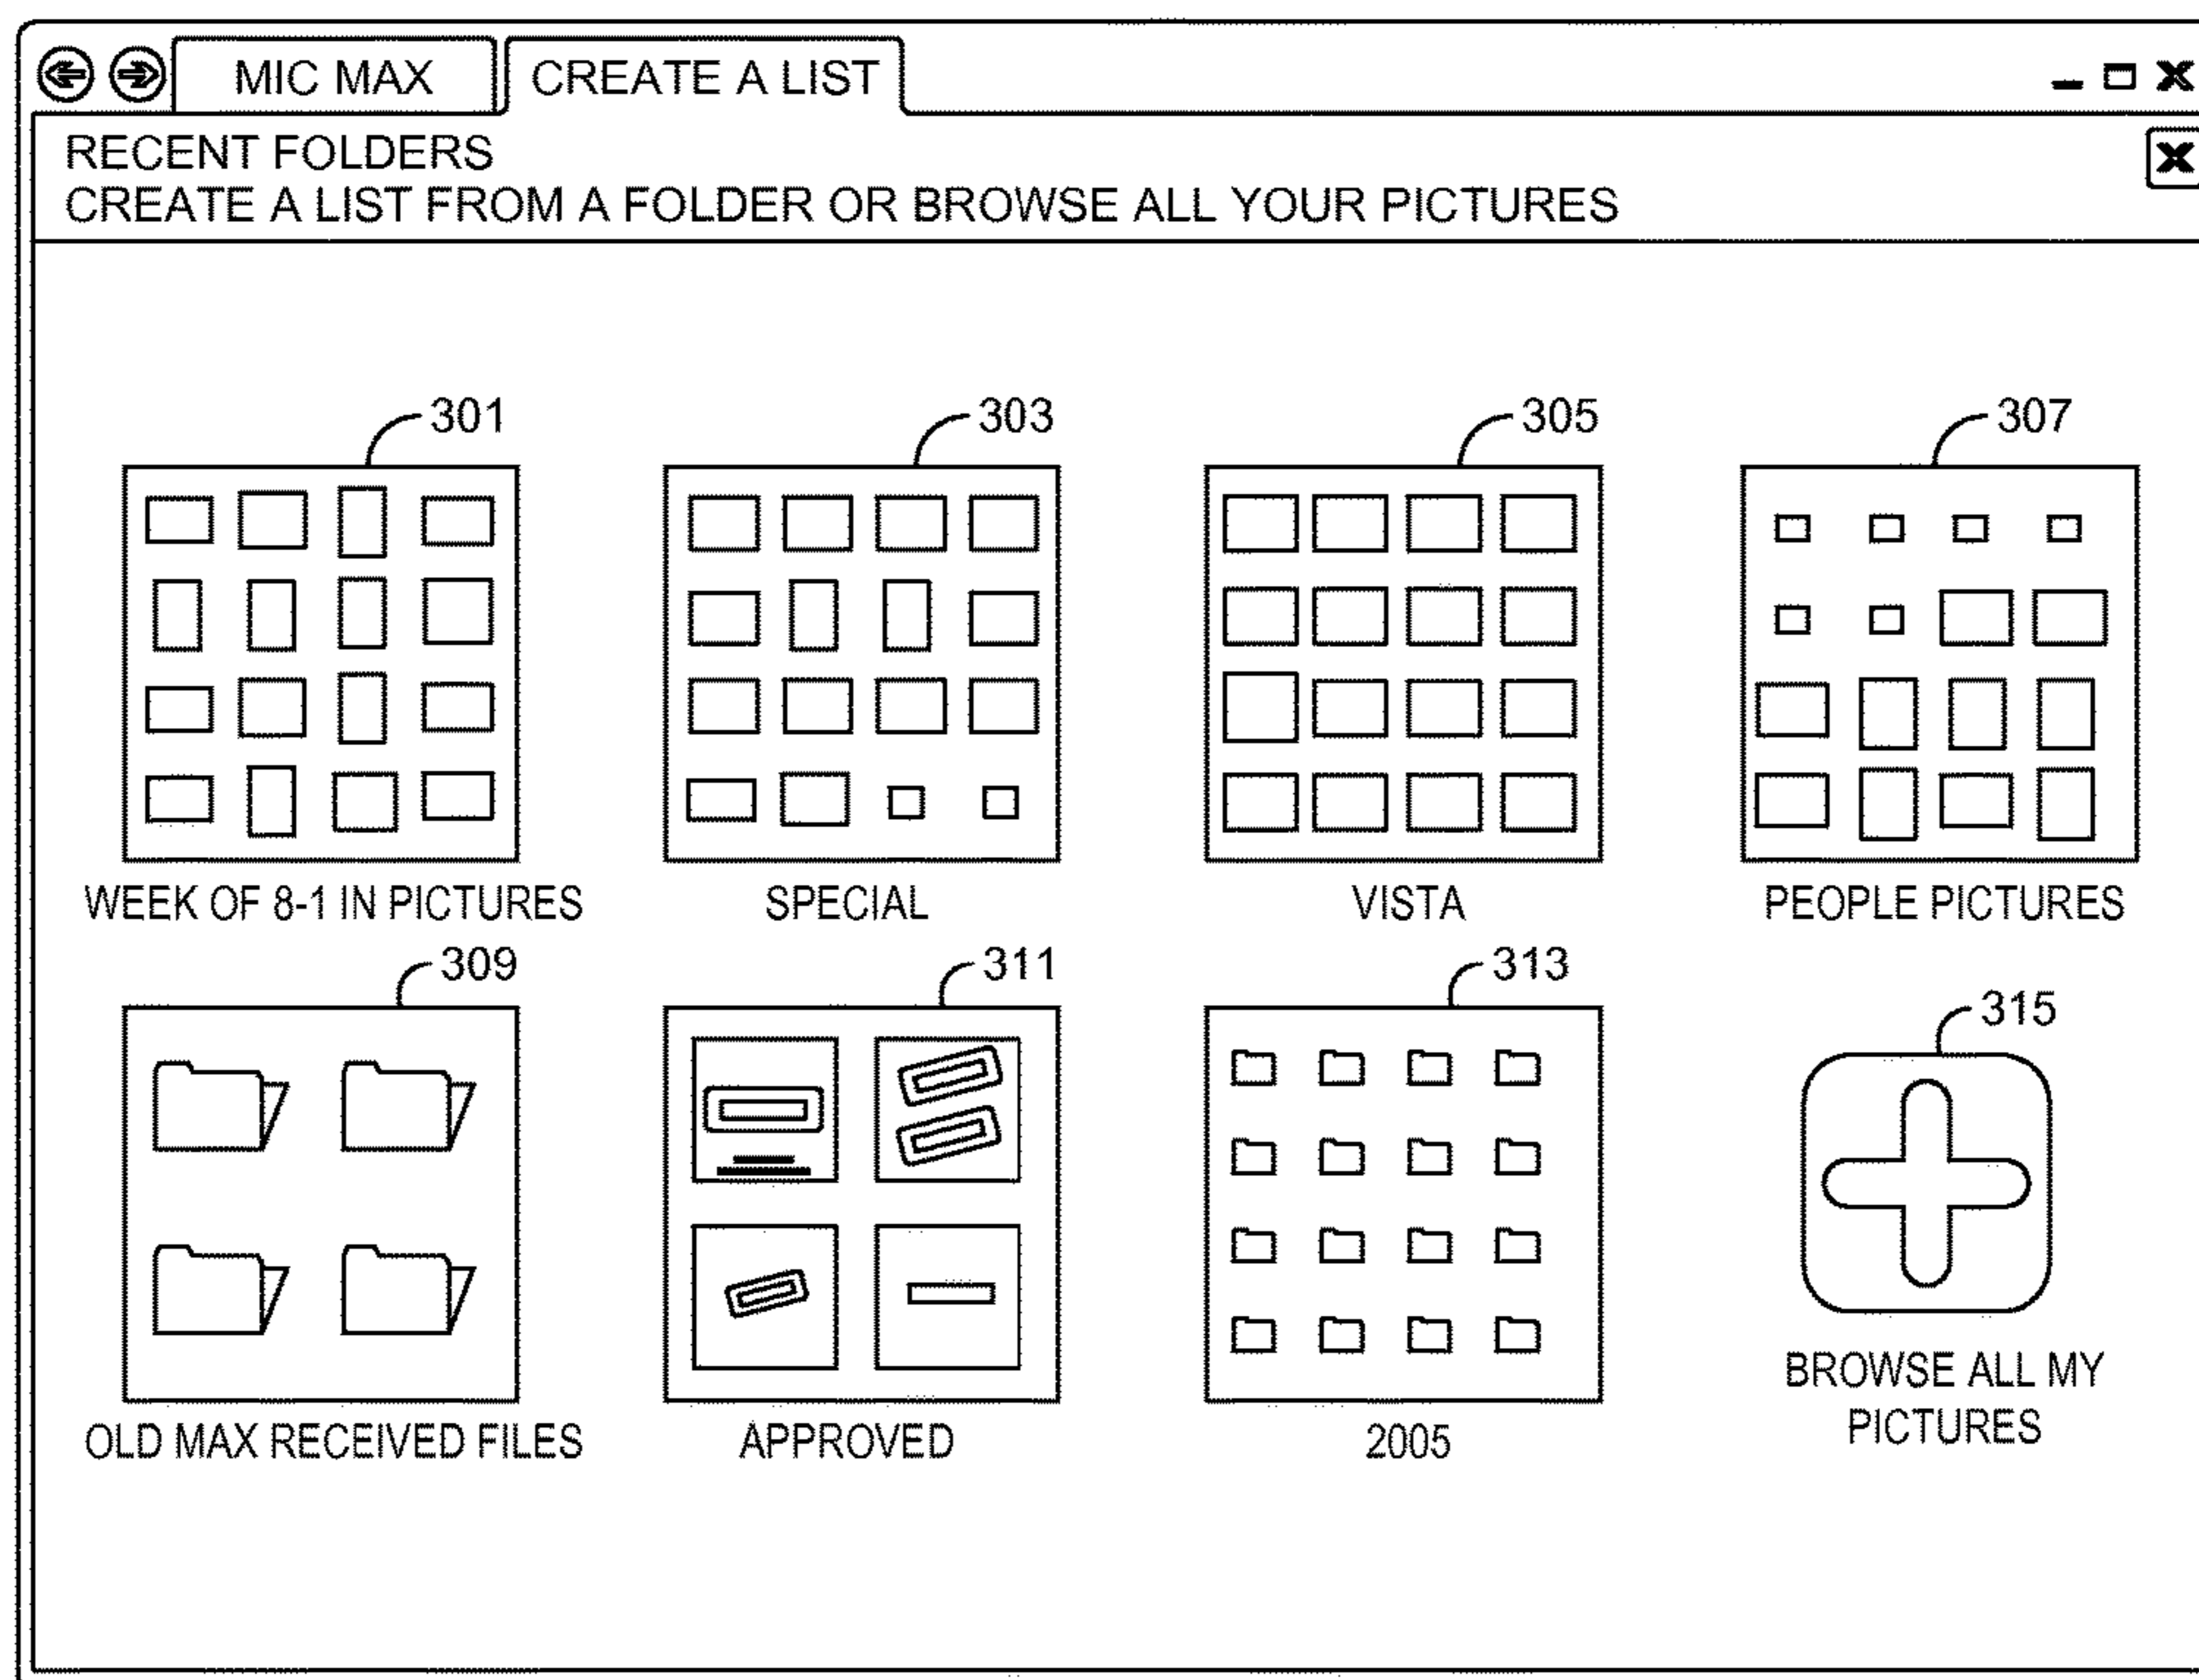 MIC MAX
CREATE A LIST
RECENT FOLDERS
CREATE A LIST FROM A FOLDER OR BROWSE ALL YOUR PICTURES
301
303
305
307
WEEK OF 8-1 IN PICTURES
SPECIAL
VISTA
PEOPLE PICTURES
309
311
313
315
OLD MAX RECEIVED FILES
APPROVED
2005
BROWSE ALL MY
PICTURES